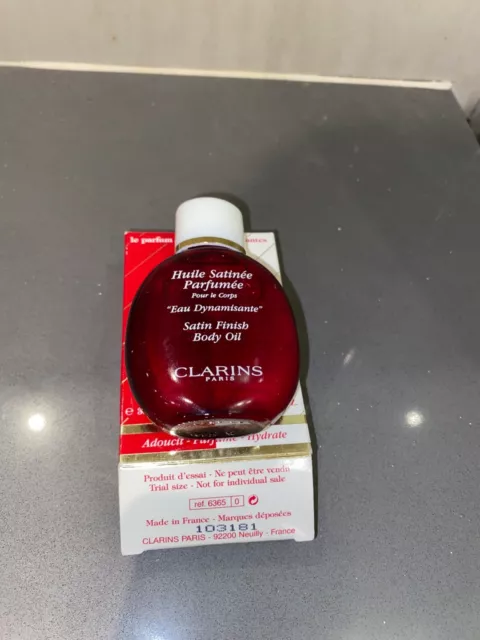 le parfum
Huile Satinée
Parfumée
Pour le Corps
"Eau Dynamisante"
Satin Finish
Body Oil
CLARINS
PARIS
Adoucit - Parfume - Hydrate
Produit d'essai - Ne peut être vendu
Trial size - Not for individual sale
ref. 6365 0
Made in France - Marques déposées
103181
CLARINS PARIS - 92200 Neuilly - France